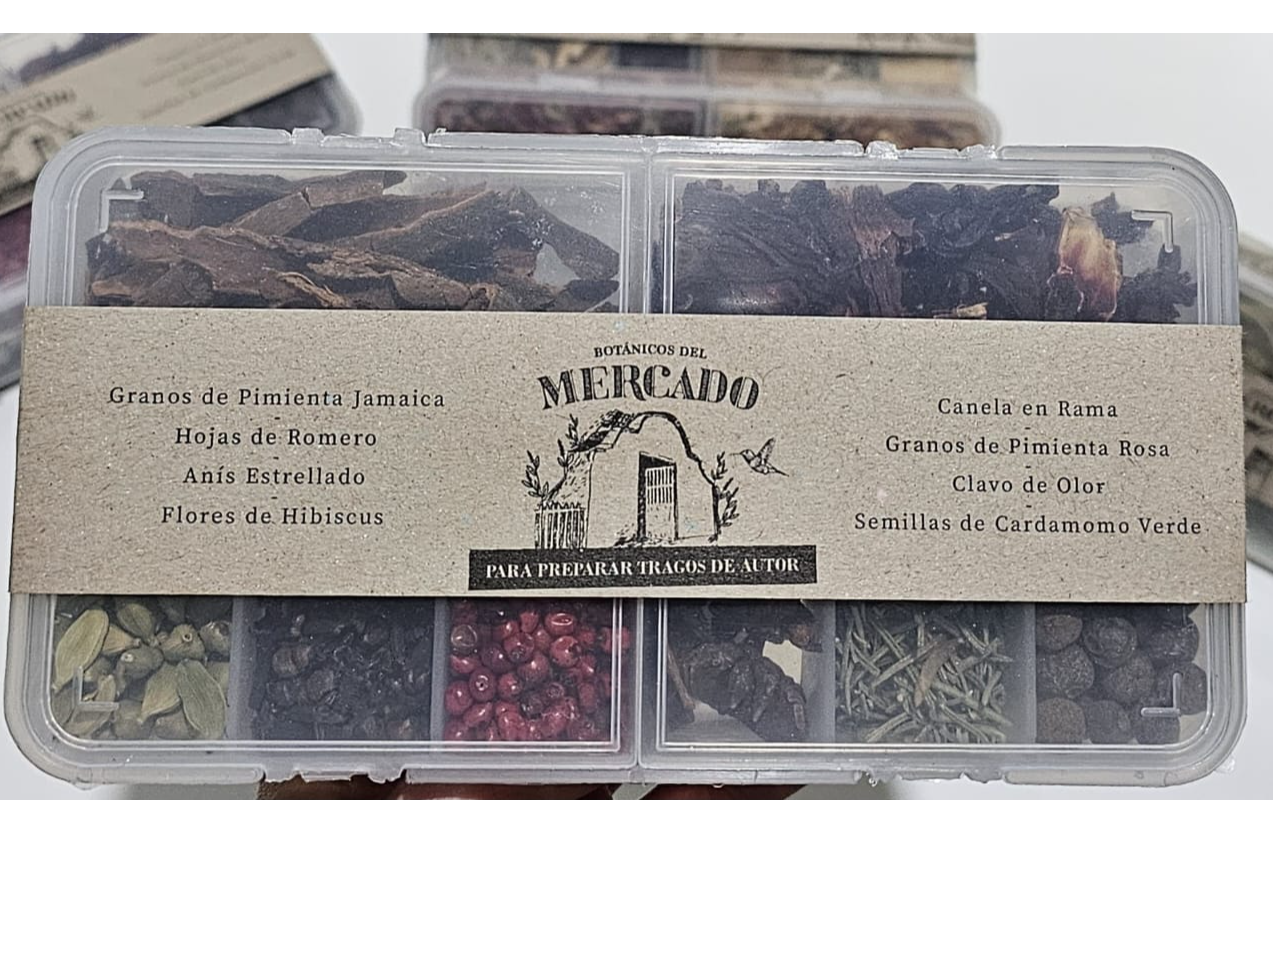 Granos de Pimienta Jamaica
-
Hojas de Romero
-
Anís Estrellado
-
Flores de Hibiscus
BOTÁNICOS DEL
MERCADO
PARA PREPARAR TRAGOS DE AUTOR
Canela en Rama
-
Granos de Pimienta Rosa
-
Clavo de Olor
-
Semillas de Cardamomo Verde